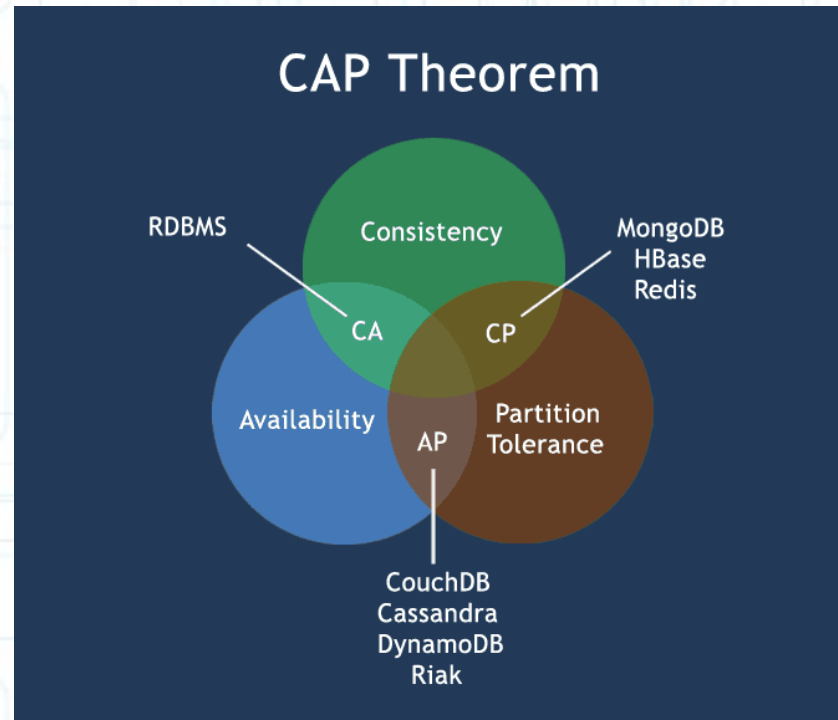 CAP Theorem
RDBMS
Consistency
MongoDB
HBase
Redis
CA
CP
Availability
Partition
Tolerance
AP
CouchDB
Cassandra
DynamoDB
Riak